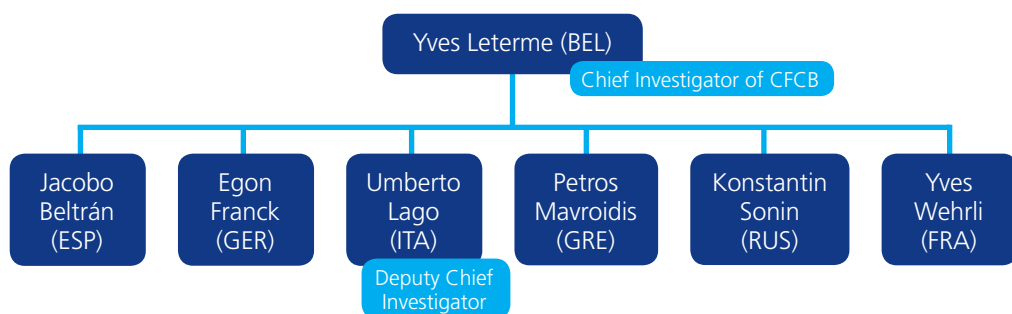 Yves Leterme (BEL)
Chief Investigator of CFCB
Jacobo
Beltrán
(ESP)
Egon
Franck
(GER)
Umberto
Lago
(ITA)
Deputy Chief
Investigator
Petros
Mavroidis
(GRE)
Konstantin
Sonin
(RUS)
Yves
Wehrli
(FRA)